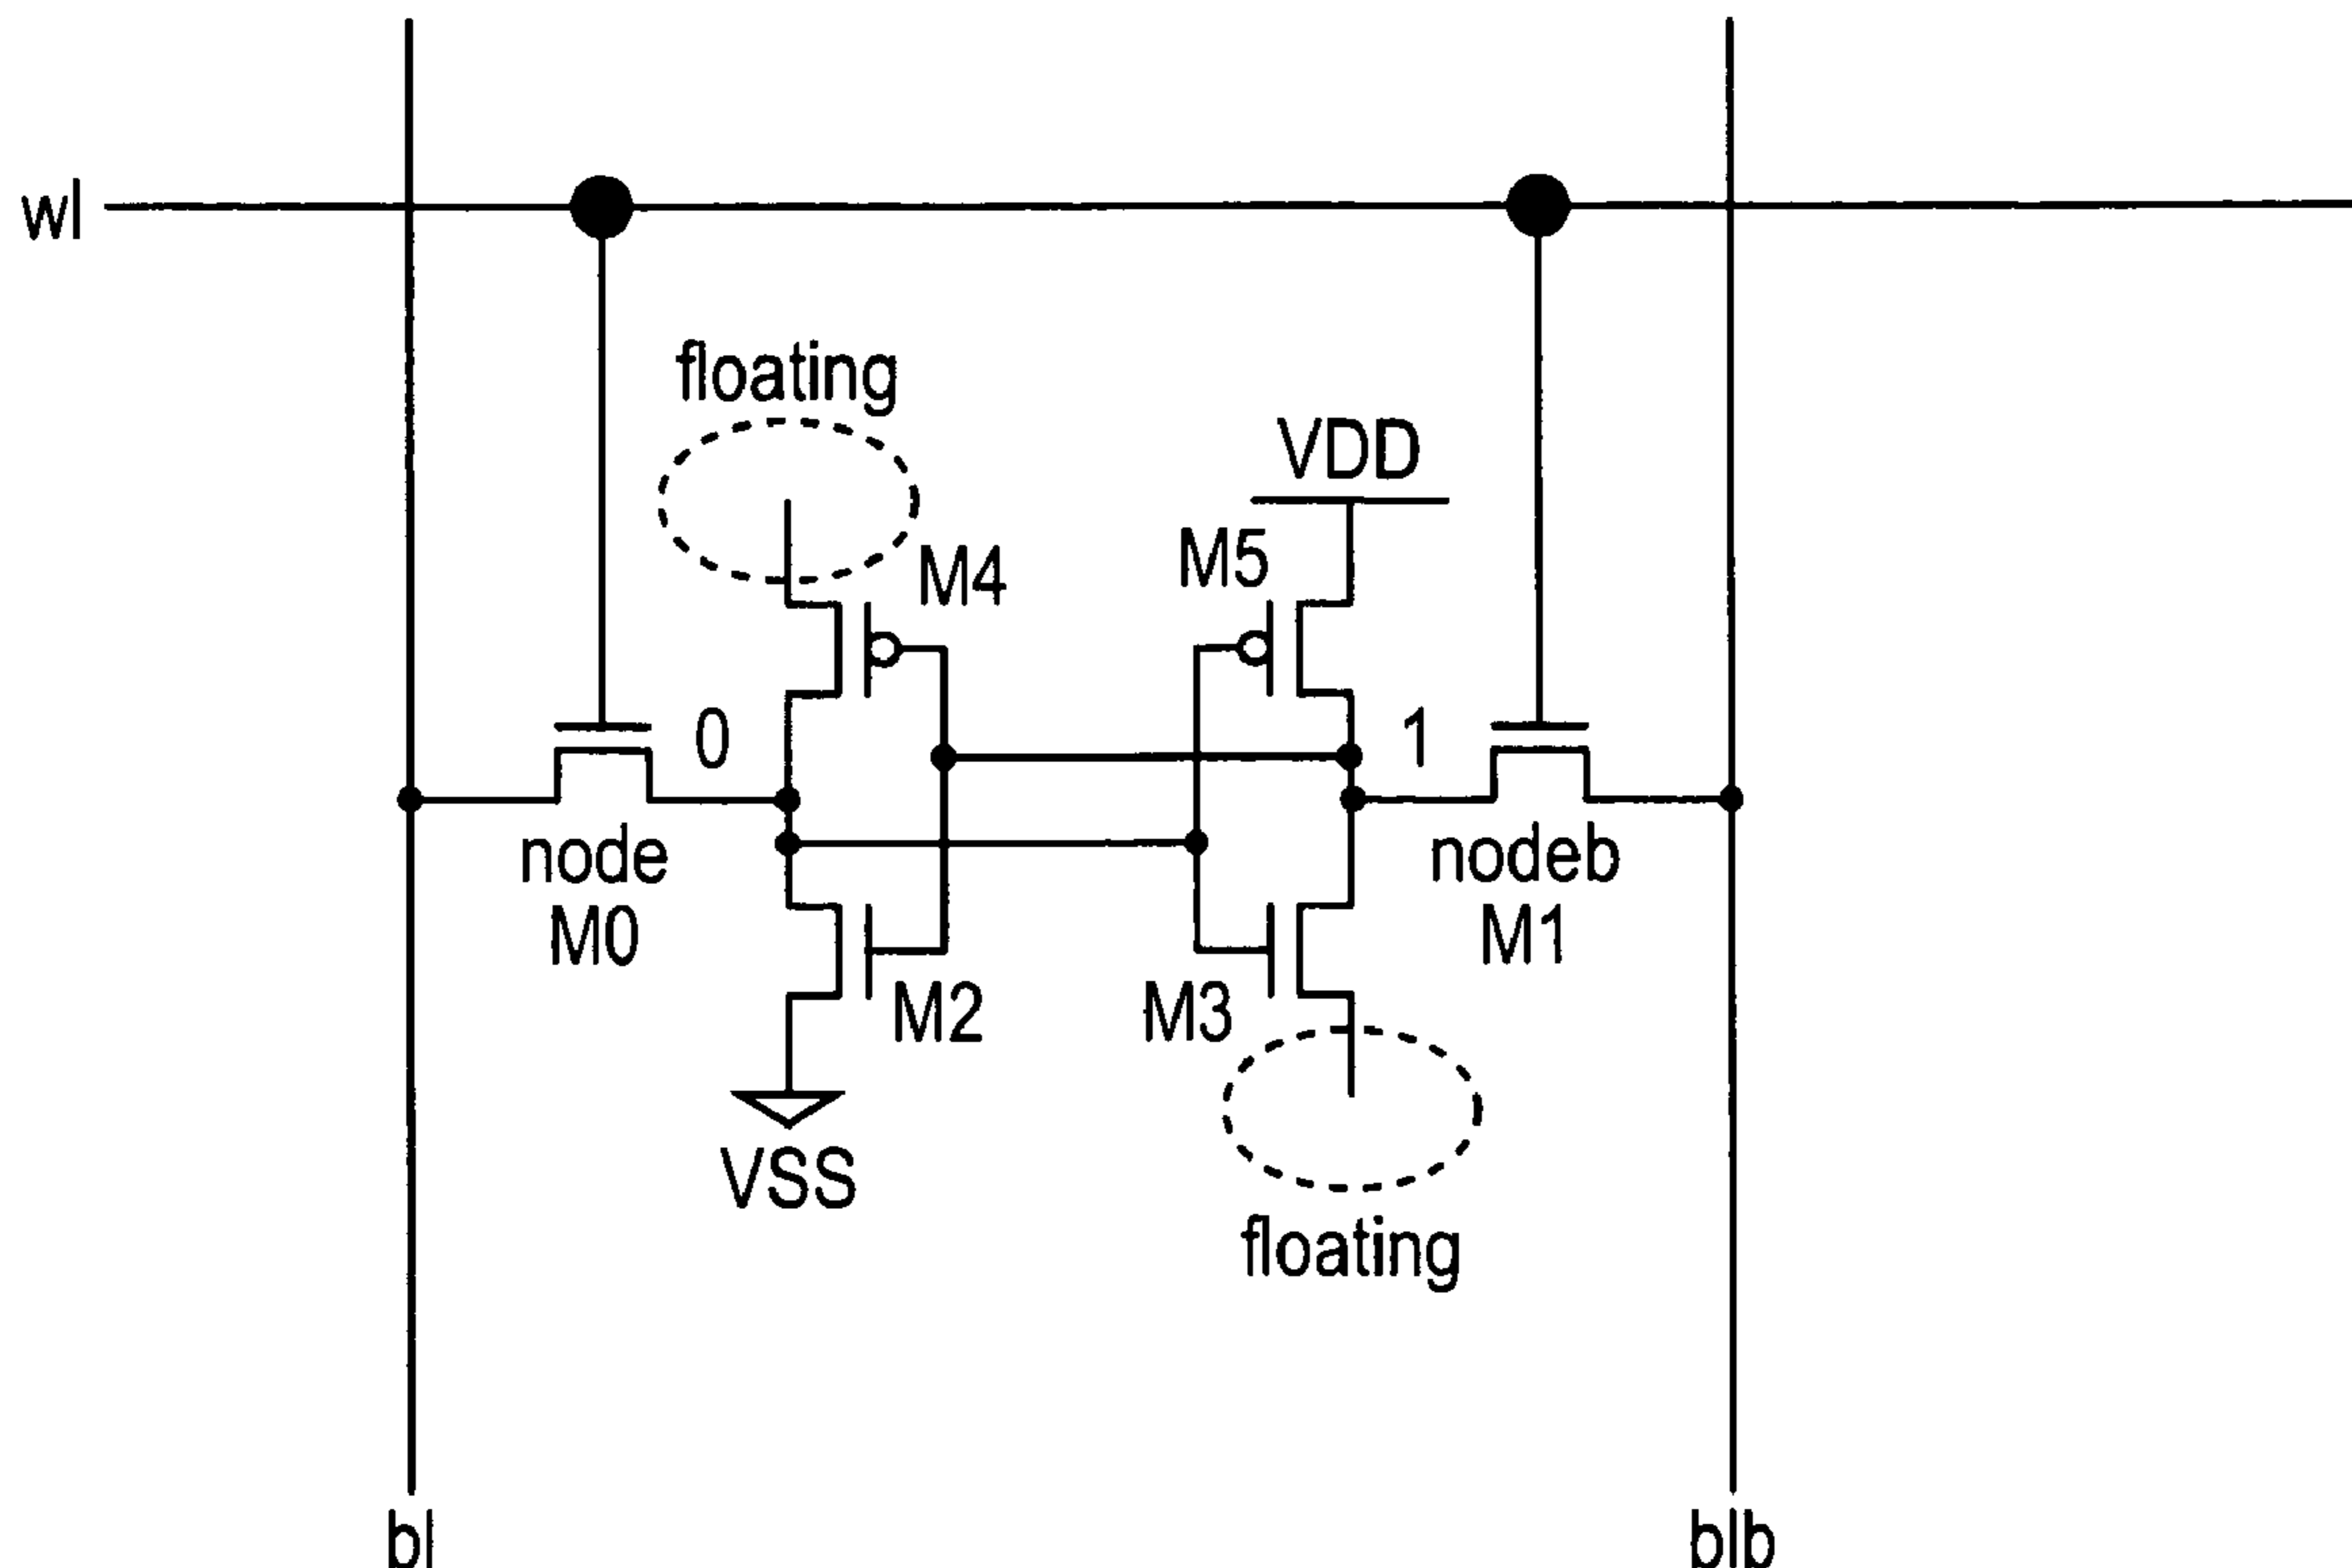 wl
floating
VDD
M4
M5
0
1
node
M0
nodeb
M1
M2
M3
VSS
floating
bl
blb